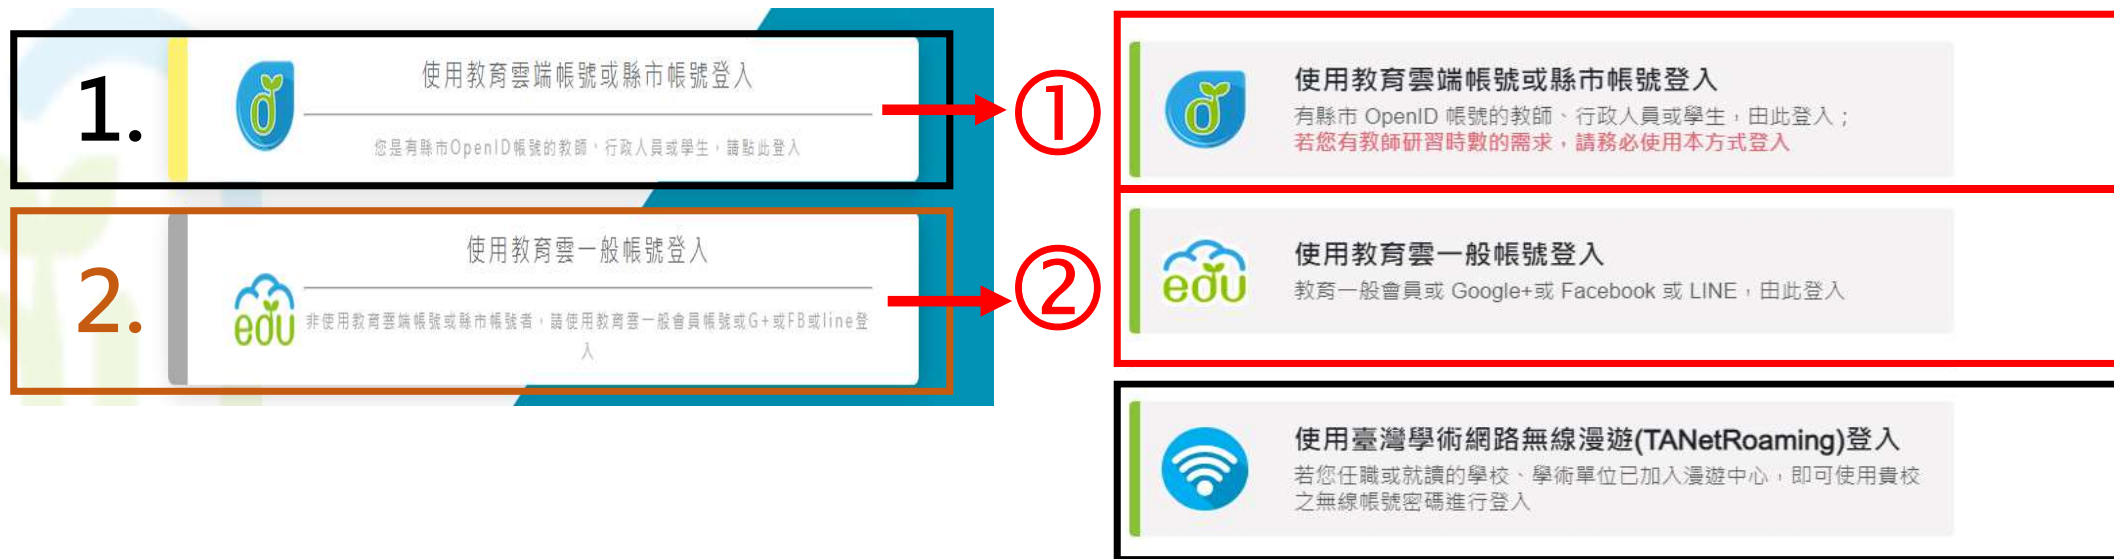 1.
使用教育雲端帳號或縣市帳號登入
您是有縣市OpenID帳號的教師、行政人員或學生，請點此登入
2.
使用教育雲一般帳號登入
edu
非使用教育雲端帳號或縣市帳號者，請使用教育雲一般會員帳號或G+或FB或line登
入
①
使用教育雲端帳號或縣市帳號登入
有縣市 OpenID 帳號的教師、行政人員或學生，由此登入；
若您有教師研習時數的需求，請務必使用本方式登入
②
edu
使用教育雲一般帳號登入
教育一般會員或 Google+或 Facebook 或 LINE，由此登入
使用臺灣學術網路無線漫遊(TANetRoaming)登入
若您任職或就讀的學校、學術單位已加入漫遊中心，即可使用貴校
之無線帳號密碼進行登入